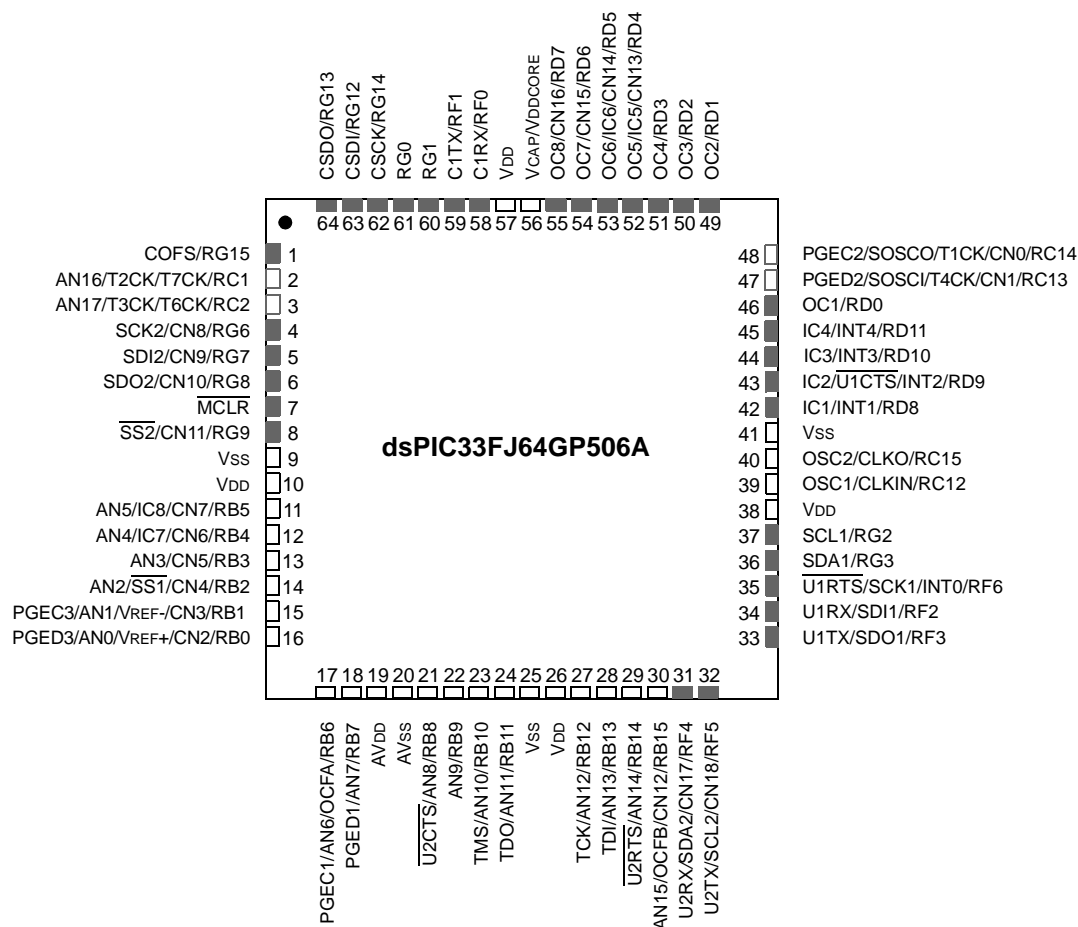 CSDO/RG13
CSDI/RG12
CSCK/RG14
RG0
RG1
C1TX/RF1
C1RX/RF0
VDD
VCAP/VDDCORE
OC8/CN16/RD7
OC7/CN15/RD6
OC6/IC6/CN14/RD5
OC5/IC5/CN13/RD4
OC4/RD3
OC3/RD2
OC2/RD1
64 63 62 61 60 59 58 57 56 55 54 53 52 51 50 49
COFS/RG15 1
AN16/T2CK/T7CK/RC1 2
AN17/T3CK/T6CK/RC2 3
SCK2/CN8/RG6 4
SDI2/CN9/RG7 5
SDO2/CN10/RG8 6
MCLR 7
SS2/CN11/RG9 8
VSS 9
VDD 10
AN5/IC8/CN7/RB5 11
AN4/IC7/CN6/RB4 12
AN3/CN5/RB3 13
AN2/SS1/CN4/RB2 14
PGEC3/AN1/VREF-/CN3/RB1 15
PGED3/AN0/VREF+/CN2/RB0 16
dsPIC33FJ64GP506A
48 PGEC2/SOSCO/T1CK/CN0/RC14
47 PGED2/SOSCI/T4CK/CN1/RC13
46 OC1/RD0
45 IC4/INT4/RD11
44 IC3/INT3/RD10
43 IC2/U1CTS/INT2/RD9
42 IC1/INT1/RD8
41 VSS
40 OSC2/CLKO/RC15
39 OSC1/CLKIN/RC12
38 VDD
37 SCL1/RG2
36 SDA1/RG3
35 U1RTS/SCK1/INT0/RF6
34 U1RX/SDI1/RF2
33 U1TX/SDO1/RF3
17 18 19 20 21 22 23 24 25 26 27 28 29 30 31 32
PGEC1/AN6/OCFA/RB6
PGED1/AN7/RB7
AVDD
AVSS
U2CTS/AN8/RB8
AN9/RB9
TMS/AN10/RB10
TDO/AN11/RB11
VSS
VDD
TCK/AN12/RB12
TDI/AN13/RB13
U2RTS/AN14/RB14
AN15/OCFB/CN12/RB15
U2RX/SDA2/CN17/RF4
U2TX/SCL2/CN18/RF5